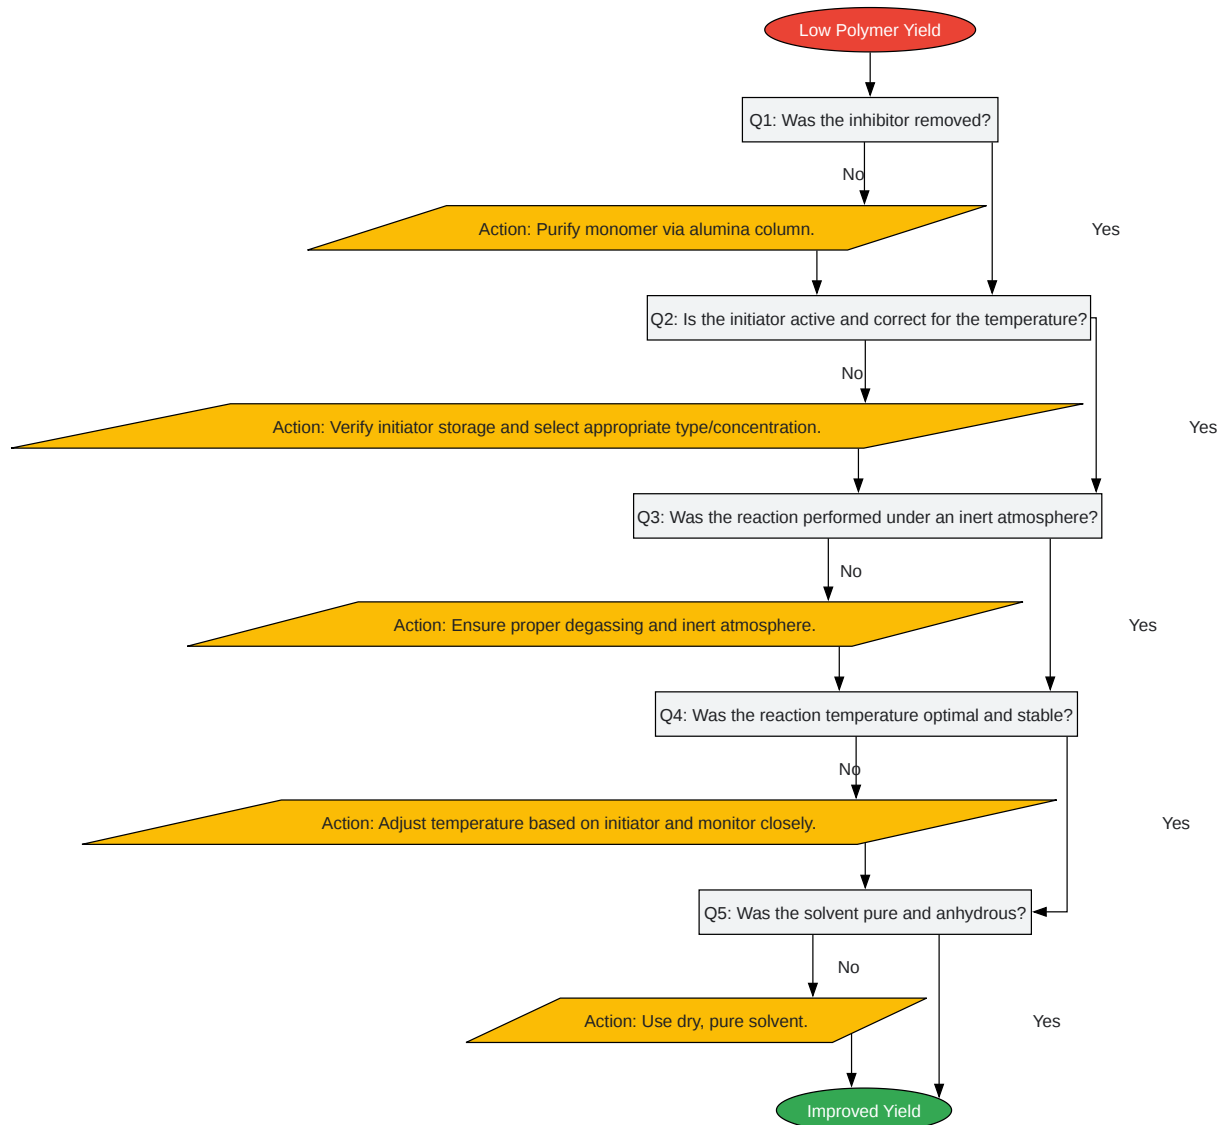 Low Polymer Yield
Q1: Was the inhibitor removed?
No
Action: Purify monomer via alumina column.
Yes
Q2: Is the initiator active and correct for the temperature?
No
Action: Verify initiator storage and select appropriate type/concentration.
Yes
Q3: Was the reaction performed under an inert atmosphere?
No
Action: Ensure proper degassing and inert atmosphere.
Yes
Q4: Was the reaction temperature optimal and stable?
No
Action: Adjust temperature based on initiator and monitor closely.
Yes
Q5: Was the solvent pure and anhydrous?
No
Action: Use dry, pure solvent.
Yes
Improved Yield